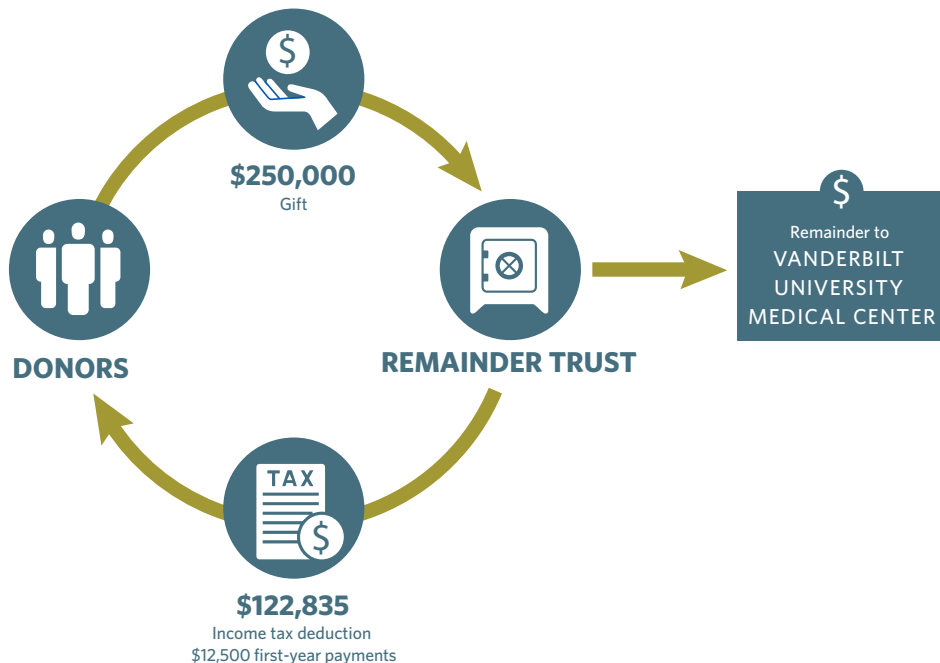 $
$250,000
Gift
DONORS
REMAINDER TRUST
$
Remainder to
VANDERBILT
UNIVERSITY
MEDICAL CENTER
TAX
$
$122,835
Income tax deduction
$12,500 first-year payments